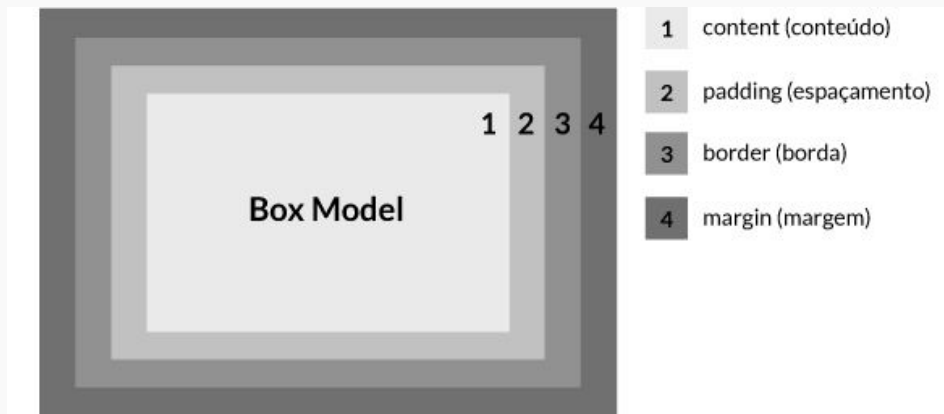 1 content (conteúdo)
2 padding (espaçamento)
3 border (borda)
4 margin (margem)
1 2 3 4
Box Model